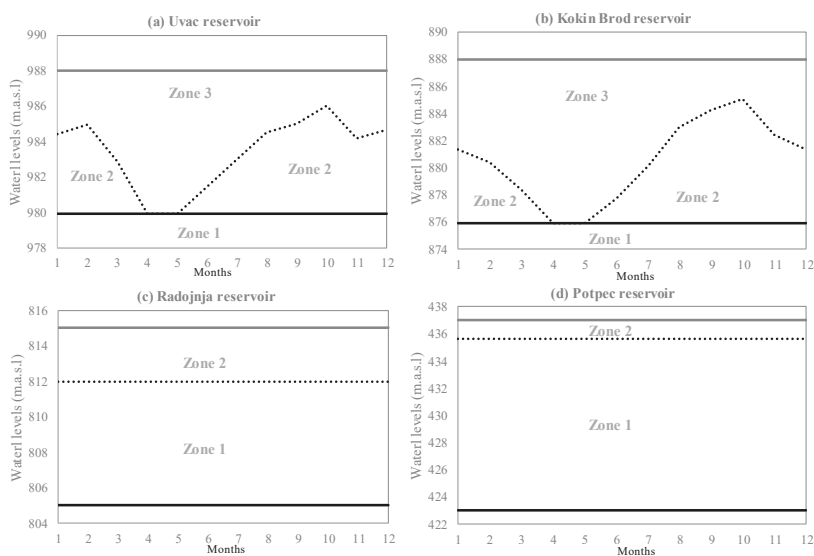 (a) Uvac reservoir
990
988
986
984
982
980
978
Waterl levels (m.a.s.l)
Zone 3
Zone 2
Zone 2
Zone 1
1 2 3 4 5 6 7 8 9 10 11 12
Months
(b) Kokin Brod reservoir
890
888
886
884
882
880
878
876
874
Waterl levels (m.a.s.l)
Zone 3
Zone 2
Zone 2
Zone 1
1 2 3 4 5 6 7 8 9 10 11 12
Months
(c) Radojnja reservoir
816
814
812
810
808
806
804
Waterl levels (m.a.s.l)
Zone 2
Zone 1
1 2 3 4 5 6 7 8 9 10 11 12
Months
(d) Potpec reservoir
438
436
434
432
430
428
426
424
422
Waterl levels (m.a.s.l)
Zone 2
Zone 1
1 2 3 4 5 6 7 8 9 10 11 12
Months